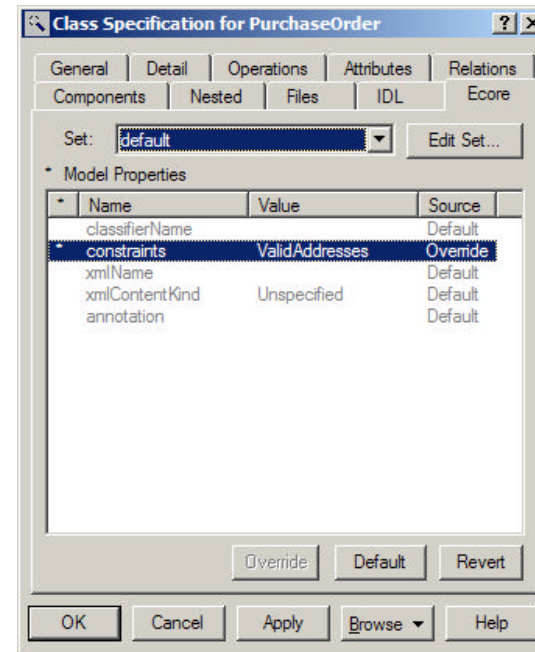 Class Specification for PurchaseOrder ? X
General Detail Operations Attributes Relations
Components Nested Files IDL Ecore
Set: default Edit Set...
* Model Properties
* Name Value Source
classifierName Default
* constraints ValidAddresses Override
xmlName Default
xmlContentKind Unspecified Default
annotation Default
Override Default Revert
OK Cancel Apply Browse Help